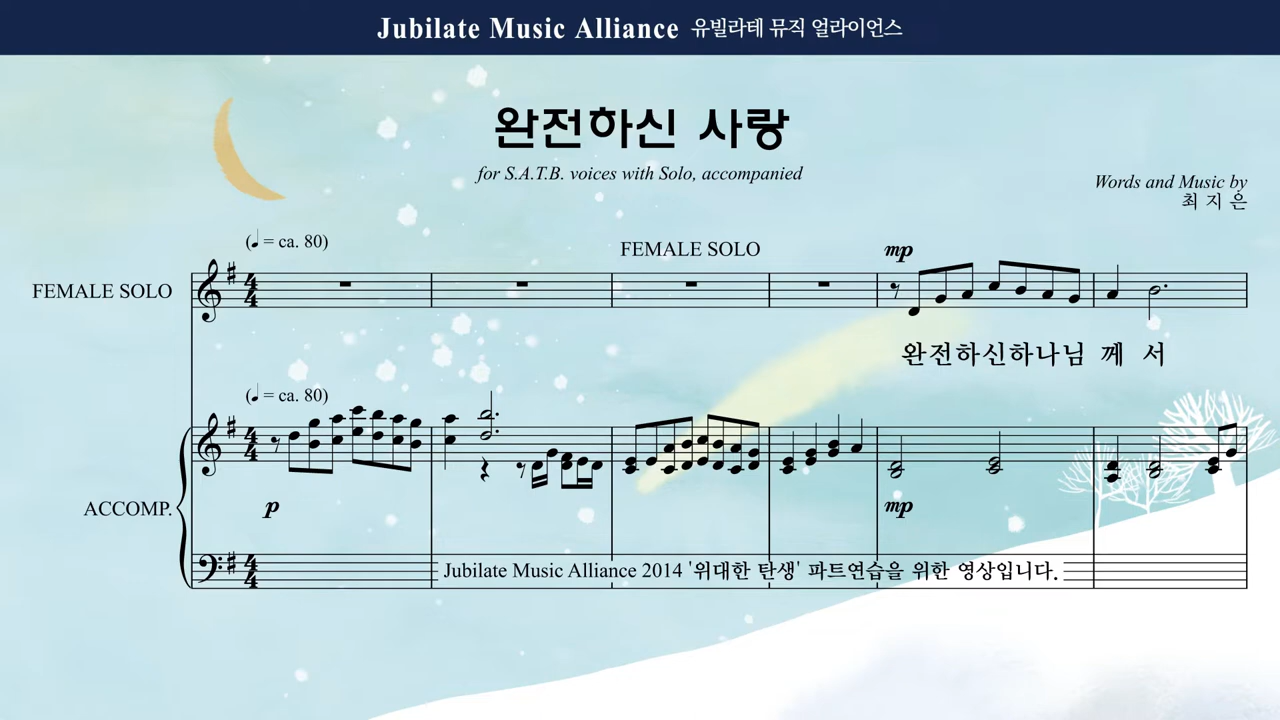 Jubilate Music Alliance 유빌라테 뮤직 얼라이언스
완전하신 사랑
for S.A.T.B. voices with Solo, accompanied
Words and Music by
최 지 은
(♩ = ca. 80)
FEMALE SOLO
mp
FEMALE SOLO
완전하신하나님 께 서
(♩ = ca. 80)
ACCOMP.
p
mp
Jubilate Music Alliance 2014 '위대한 탄생' 파트연습을 위한 영상입니다.